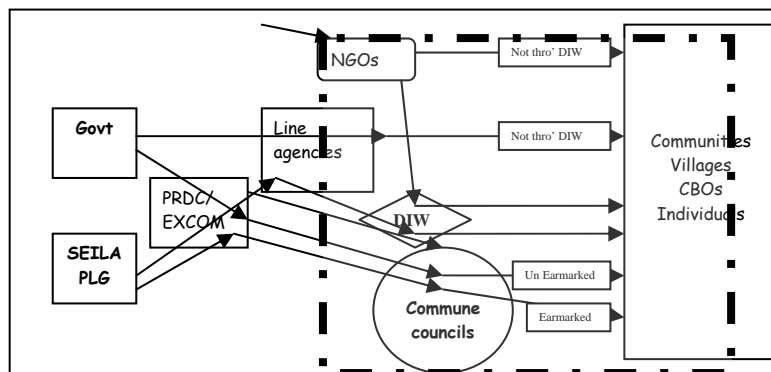 NGOs
Not thro' DIW
Govt
Line
agencies
Not thro' DIW
Communities
Villages
CBOs
Individuals
PRDC/
EXCOM
DIW
SEILA
PLG
Un Earmarked
Commune
councils
Earmarked